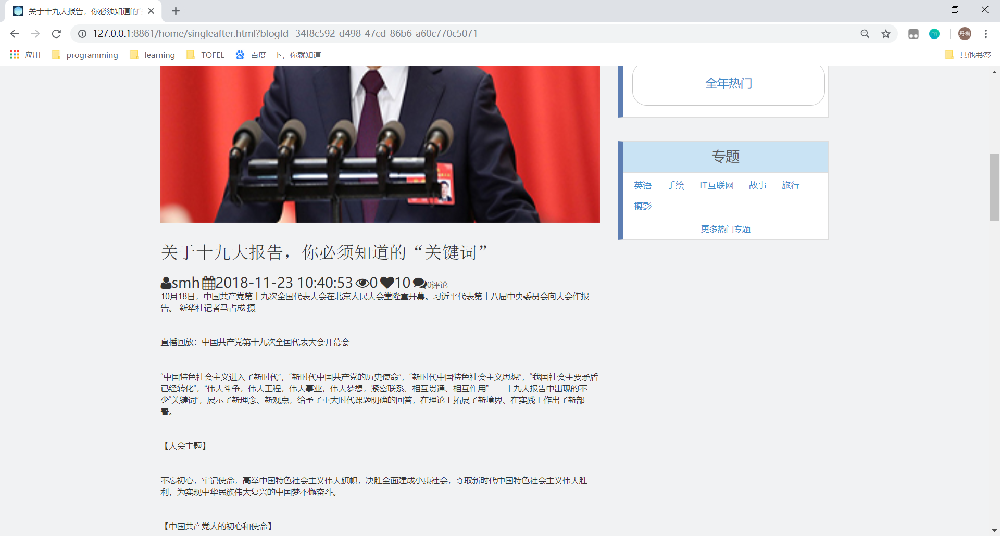 关于十九大报告，你必须知道的“
127.0.0.1:8861/home/singleafter.html?blogId=34f8c592-d498-47cd-86b6-a60c770c5071
丹梅
应用
programming
learning
TOFEL
百度一下，你就知道
其他书签
全年热门
专题
英语 手绘 IT互联网 故事 旅行
摄影
更多热门专题
关于十九大报告，你必须知道的“关键词”
smh 2018-11-23 10:40:53 0 10 0评论
10月18日，中国共产党第十九次全国代表大会在北京人民大会堂隆重开幕。习近平代表第十八届中央委员会向大会作报
告。 新华社记者马占成 摄
直播回放：中国共产党第十九次全国代表大会开幕会
“中国特色社会主义进入了新时代”，“新时代中国共产党的历史使命”，“新时代中国特色社会主义思想”，“我国社会主要矛盾
已经转化”，“伟大斗争，伟大工程，伟大事业，伟大梦想，紧密联系、相互贯通、相互作用”……十九大报告中出现的不
少“关键词”，展示了新理念、新观点，给予了重大时代课题明确的回答，在理论上拓展了新境界、在实践上作出了新部
署。
【大会主题】
不忘初心，牢记使命，高举中国特色社会主义伟大旗帜，决胜全面建成小康社会，夺取新时代中国特色社会主义伟大胜
利，为实现中华民族伟大复兴的中国梦不懈奋斗。
【中国共产党人的初心和使命】